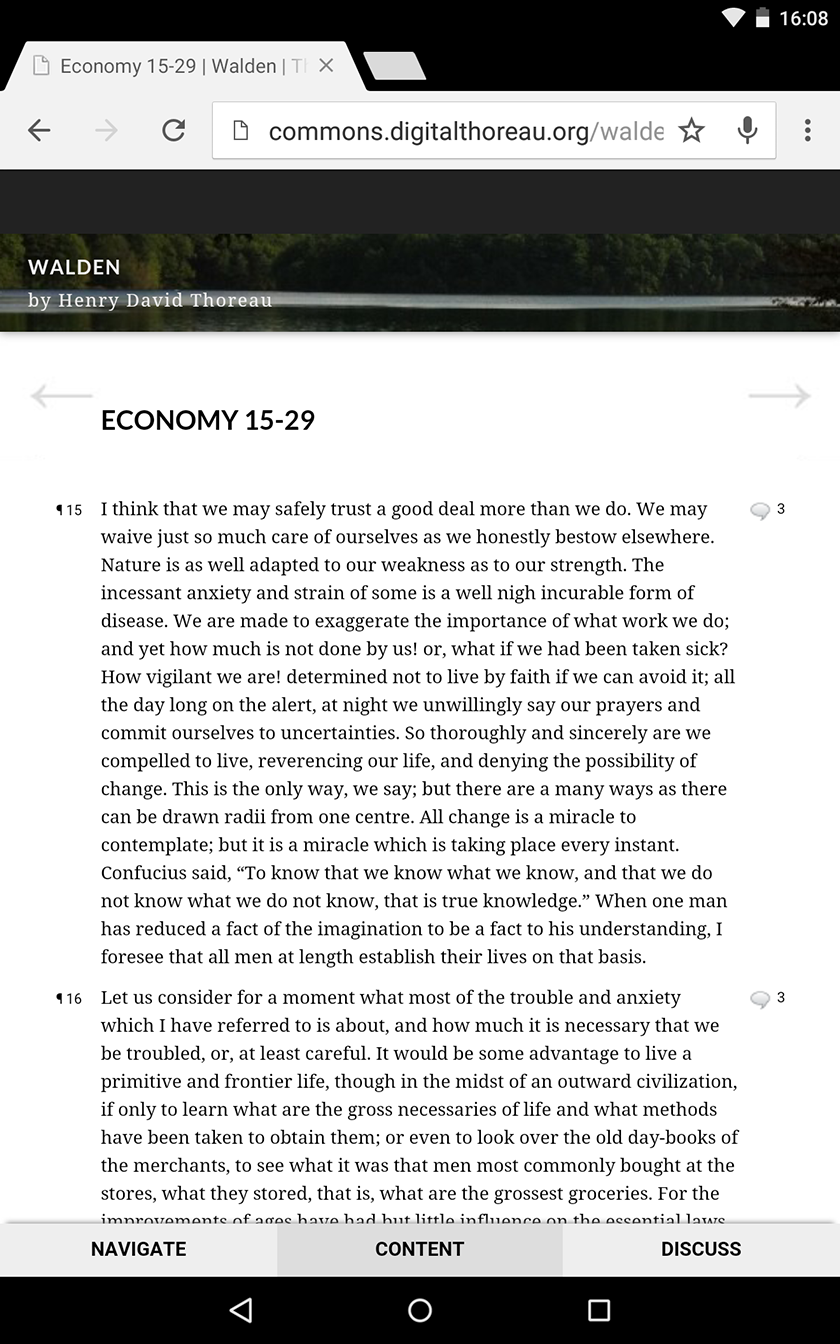 16:08
Economy 15-29 | Walden | Th
commons.digitalthoreau.org/walde
WALDEN
by Henry David Thoreau
ECONOMY 15-29
¶15 I think that we may safely trust a good deal more than we do. We may 3
waive just so much care of ourselves as we honestly bestow elsewhere.
Nature is as well adapted to our weakness as to our strength. The
incessant anxiety and strain of some is a well nigh incurable form of
disease. We are made to exaggerate the importance of what work we do;
and yet how much is not done by us! or, what if we had been taken sick?
How vigilant we are! determined not to live by faith if we can avoid it; all
the day long on the alert, at night we unwillingly say our prayers and
commit ourselves to uncertainties. So thoroughly and sincerely are we
compelled to live, reverencing our life, and denying the possibility of
change. This is the only way, we say; but there are a many ways as there
can be drawn radii from one centre. All change is a miracle to
contemplate; but it is a miracle which is taking place every instant.
Confucius said, “To know that we know what we know, and that we do
not know what we do not know, that is true knowledge.” When one man
has reduced a fact of the imagination to be a fact to his understanding, I
foresee that all men at length establish their lives on that basis.
¶16 Let us consider for a moment what most of the trouble and anxiety 3
which I have referred to is about, and how much it is necessary that we
be troubled, or, at least careful. It would be some advantage to live a
primitive and frontier life, though in the midst of an outward civilization,
if only to learn what are the gross necessaries of life and what methods
have been taken to obtain them; or even to look over the old day-books of
the merchants, to see what it was that men most commonly bought at the
stores, what they stored, that is, what are the grossest groceries. For the
improvements of ages have had but little influence on the essential laws
NAVIGATE CONTENT DISCUSS